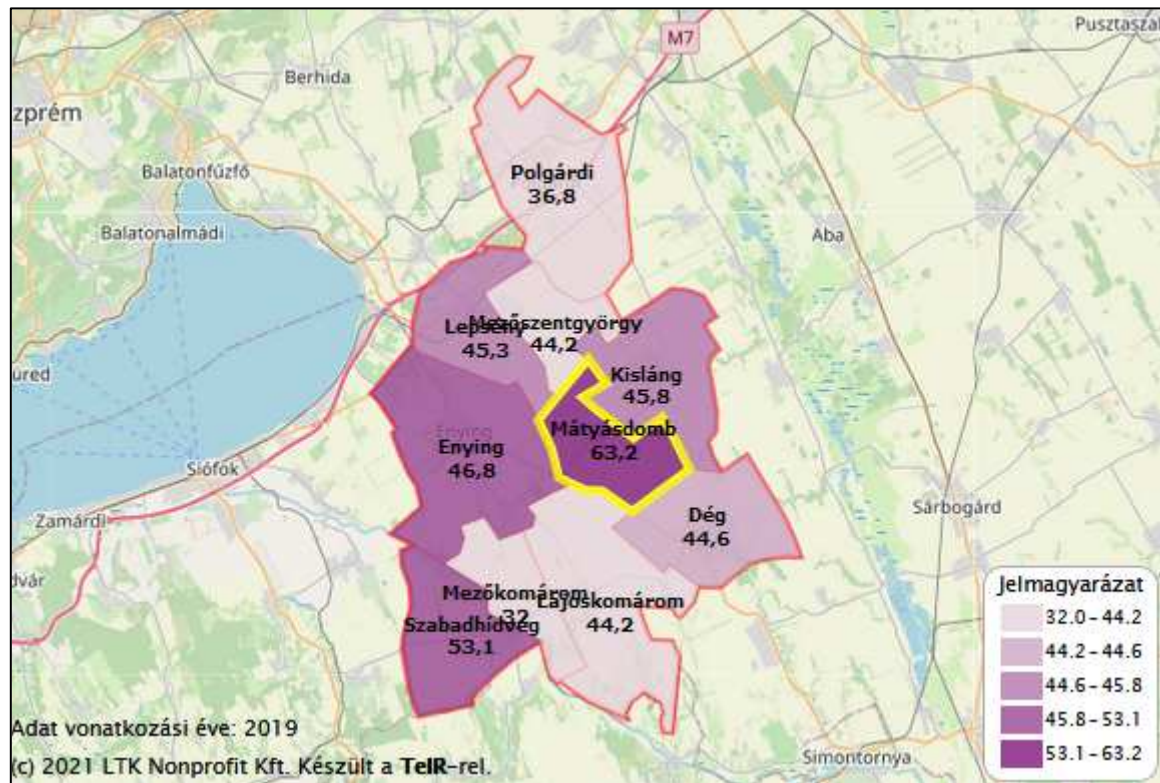 M7
Pusztaszab
Berhida
zprém
Polgárdi
36,8
Balatonfűzfő
Balatonalmádi
Aba
Mezőszentgyörgy
44,2
Lepsény
45,3
üred
Kisláng
45,8
Mátyásdomb
63,2
Enying
Enying
46,8
Siófok
Sárbogárd
Zamárdi
Dég
44,6
dvár
Mezőkomárom
32
Lajoskomárom
44,2
Szabadhídvég
53,1
Jelmagyarázat
32.0 - 44.2
44.2 - 44.6
44.6 - 45.8
45.8 - 53.1
53.1 - 63.2
Adat vonatkozási éve: 2019
Simontornya
(c) 2021 LTK Nonprofit Kft. Készült a TeIR-rel.